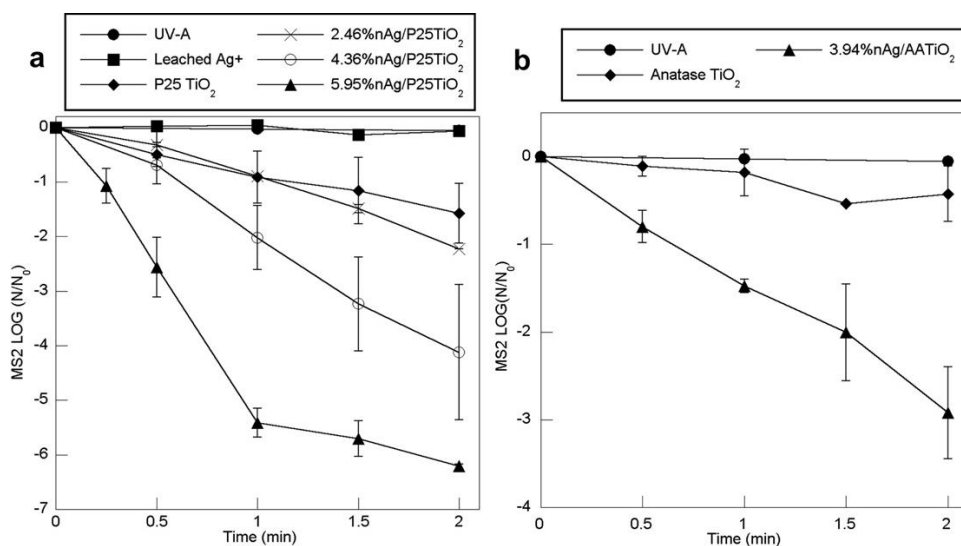 a
UV-A
Leached Ag+
P25 TiO₂
2.46%nAg/P25TiO₂
4.36%nAg/P25TiO₂
5.95%nAg/P25TiO₂
MS2 LOG (N/N₀)
0
-1
-2
-3
-4
-5
-6
-7
0 0.5 1 1.5 2
Time (min)
b
UV-A
Anatase TiO₂
3.94%nAg/AATiO₂
MS2 LOG(N/N₀)
0
-1
-2
-3
-4
0 0.5 1 1.5 2
Time (min)